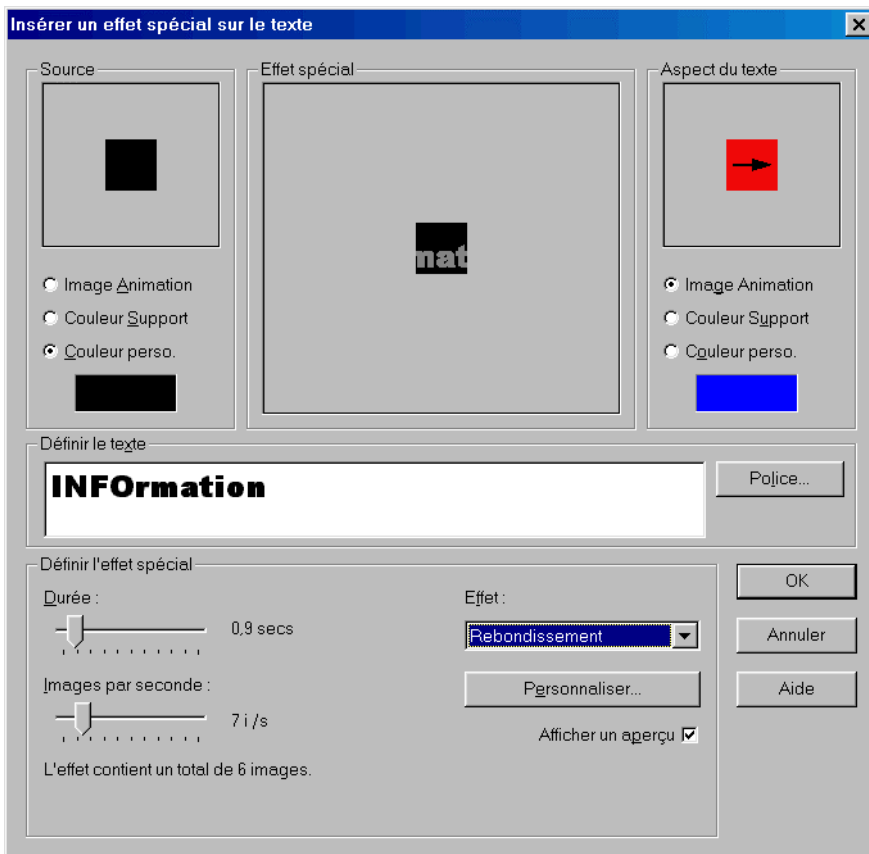 Insérer un effet spécial sur le texte
Source
Effet spécial
Aspect du texte
mat
Image Animation
Couleur Support
Couleur perso.
Image Animation
Couleur Support
Couleur perso.
Définir le texte
INFOrmation
Police...
Définir l'effet spécial
Durée :
0,9 secs
Images par seconde :
7 i /s
L'effet contient un total de 6 images.
Effet :
Rebondissement
Personnaliser...
Afficher un aperçu
OK
Annuler
Aide